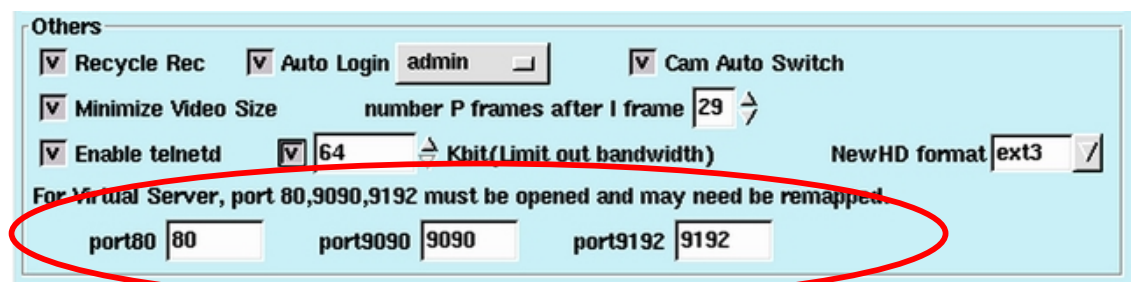 Others
V Recycle Rec V Auto Login admin V Cam Auto Switch
V Minimize Video Size number P frames after I frame 29
V Enable telnetd V 64 Kbit(Limit out bandwidth) NewHD format ext3
For Virtual Server, port 80,9090,9192 must be opened and may need be remapped.
port80 80 port9090 9090 port9192 9192